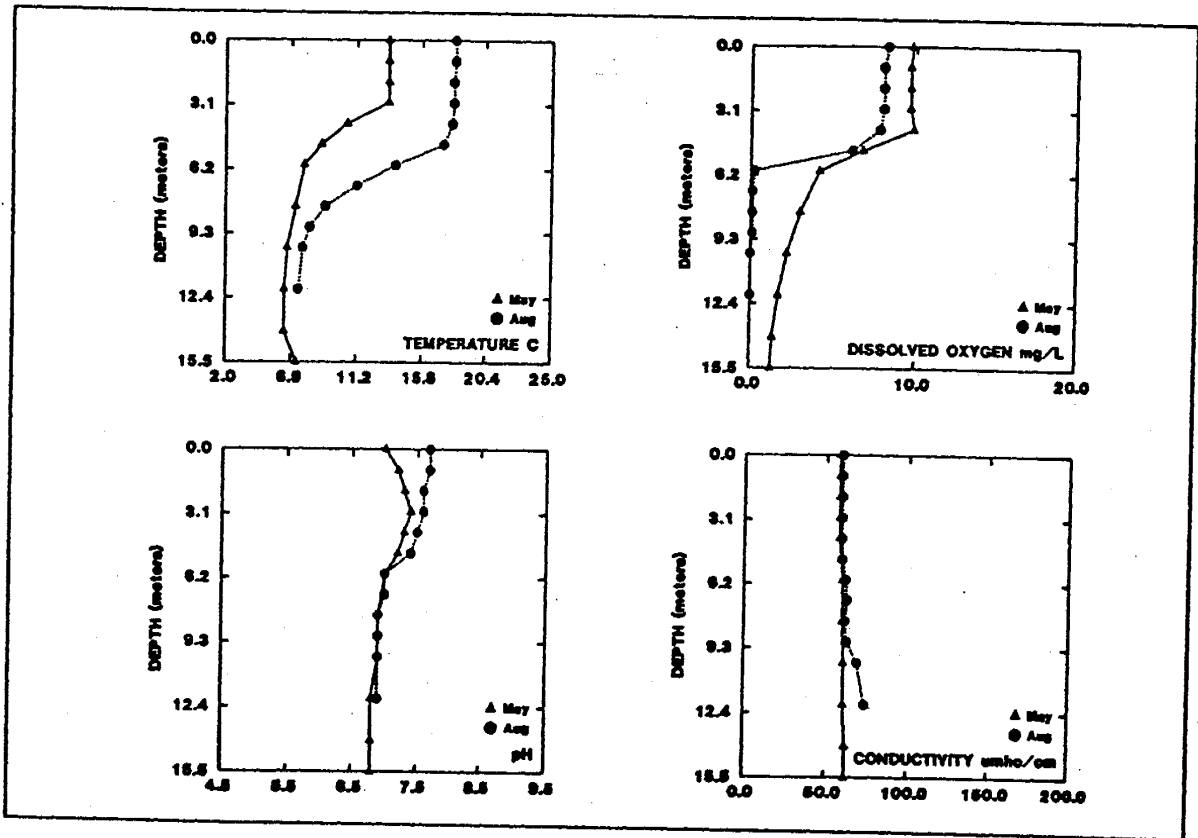 0.0
3.1
6.2
9.3
12.4
15.5
DEPTH (meters)
2.0 6.6 11.2 15.8 20.4 25.0
May
Aug
TEMPERATURE C
0.0
3.1
6.2
9.3
12.4
15.5
DEPTH (meters)
0.0 10.0 20.0
May
Aug
DISSOLVED OXYGEN mg/L
0.0
3.1
6.2
9.3
12.4
15.5
DEPTH (meters)
4.5 5.5 6.5 7.5 8.5 9.5
May
Aug
pH
0.0
3.1
6.2
9.3
12.4
15.5
DEPTH (meters)
0.0 50.0 100.0 150.0 200.0
May
Aug
CONDUCTIVITY umho/cm